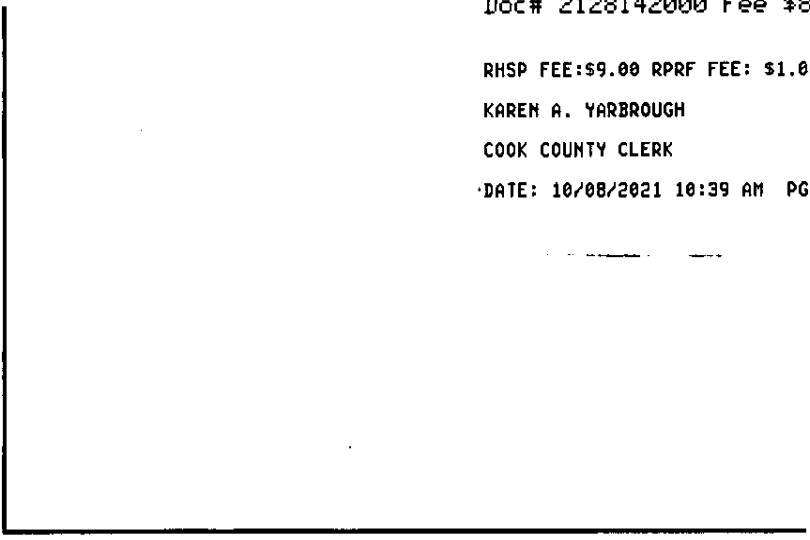 Doc# 2128142000 Fee $8
RHSP FEE:$9.00 RPRF FEE: $1.0
KAREN A. YARBROUGH
COOK COUNTY CLERK
DATE: 10/08/2021 10:39 AM PG